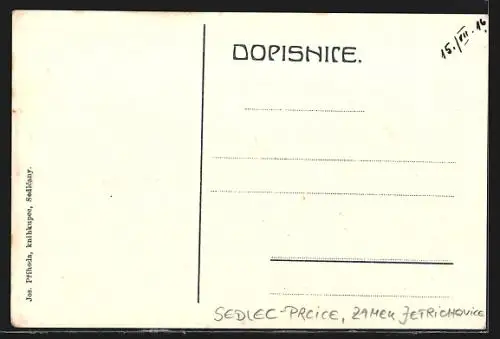 DOPISNICE.
15./VII. 16
Jos. Příhoda, knihkupec, Sedlčany.
SEDLEC-PRCICE, ZAMEK JETRICHOVICE